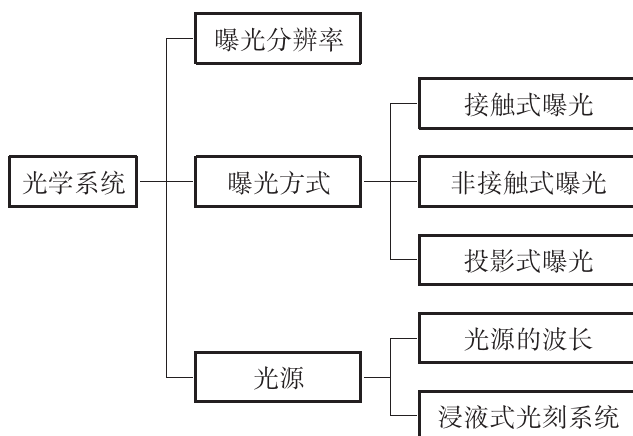 曝光分辨率
接触式曝光
光学系统
曝光方式
非接触式曝光
投影式曝光
光源的波长
光源
浸液式光刻系统